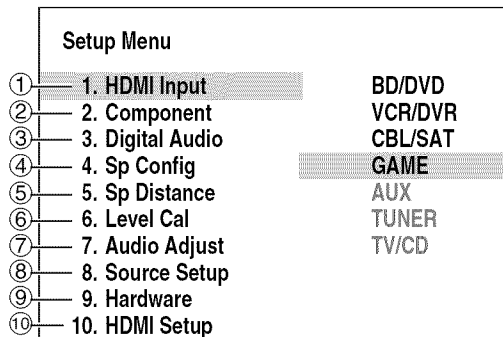 Setup Menu
① 1. HDMI Input BD/DVD
② 2. Component VCR/DVR
③ 3. Digital Audio CBL/SAT
④ 4. Sp Config GAME
⑤ 5. Sp Distance AUX
⑥ 6. Level Cal TUNER
⑦ 7. Audio Adjust TV/CD
⑧ 8. Source Setup
⑨ 9. Hardware
⑩ 10. HDMI Setup